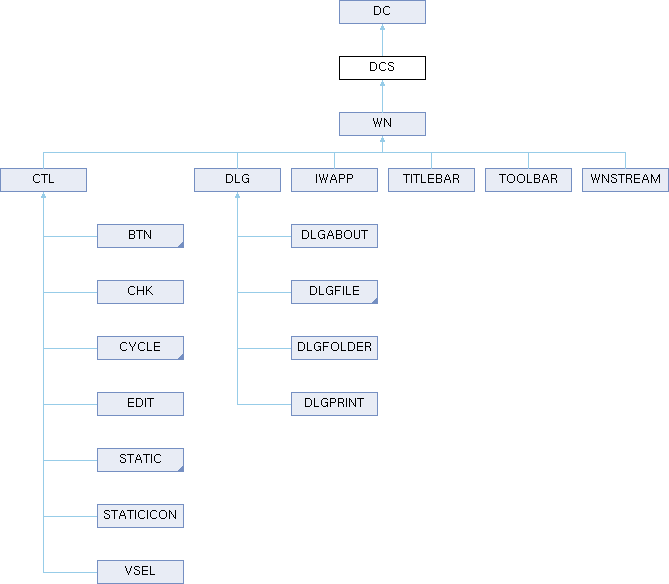 DC
DCS
WN
CTL
DLG
IWAPP
TITLEBAR
TOOLBAR
WNSTREAM
BTN
DLGABOUT
CHK
DLGFILE
CYCLE
DLGFOLDER
EDIT
DLGPRINT
STATIC
STATICICON
VSEL